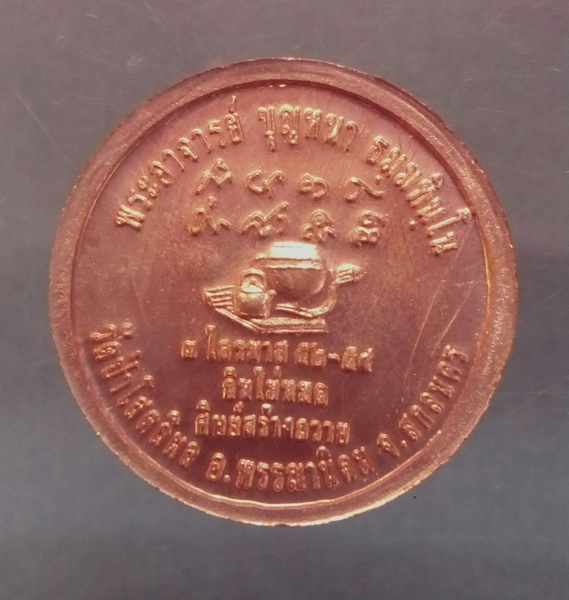 พระอาจารย์ บุญหนา ธมฺมทินฺโน
๓ ไตรมาส ๕๒-๕๔
กินไม่หมด
ศิษย์สร้างถวาย
วัดป่าโสตถิผล อ.พรรณานิคม จ.สกลนคร